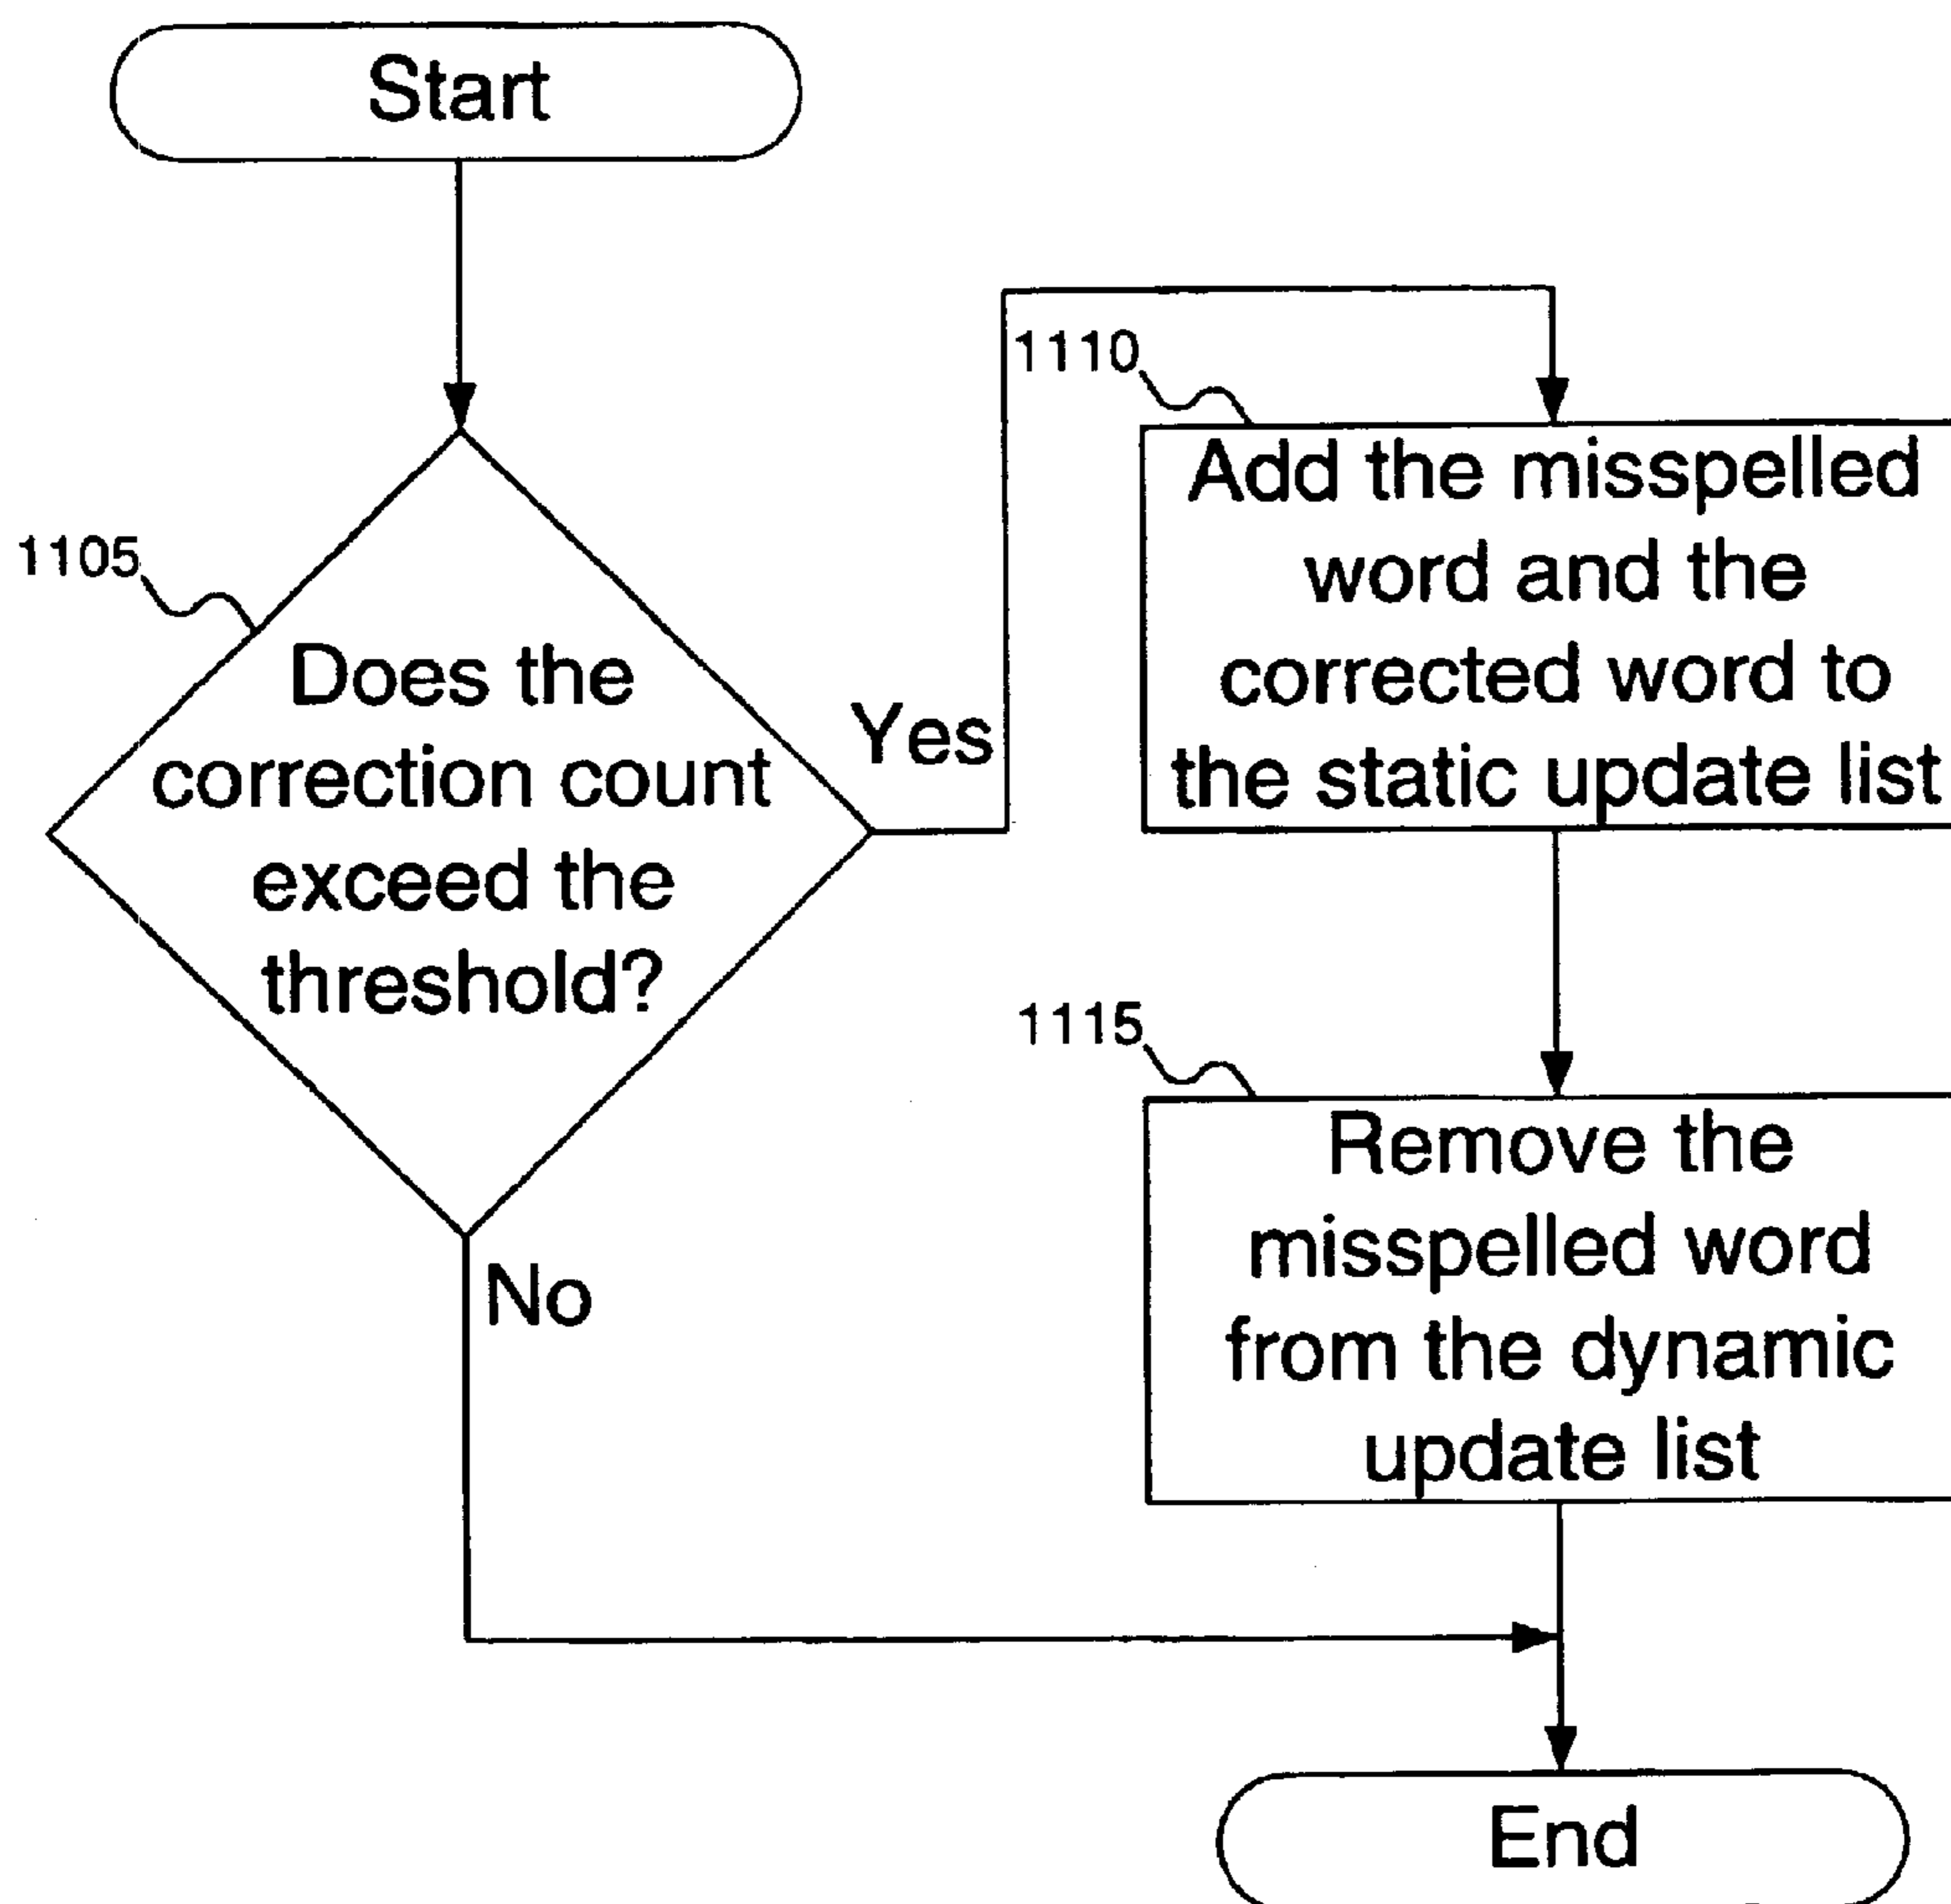 Start
1105
Does the
correction count
exceed the
threshold?
Yes
No
1110
Add the misspelled
word and the
corrected word to
the static update list
1115
Remove the
misspelled word
from the dynamic
update list
End